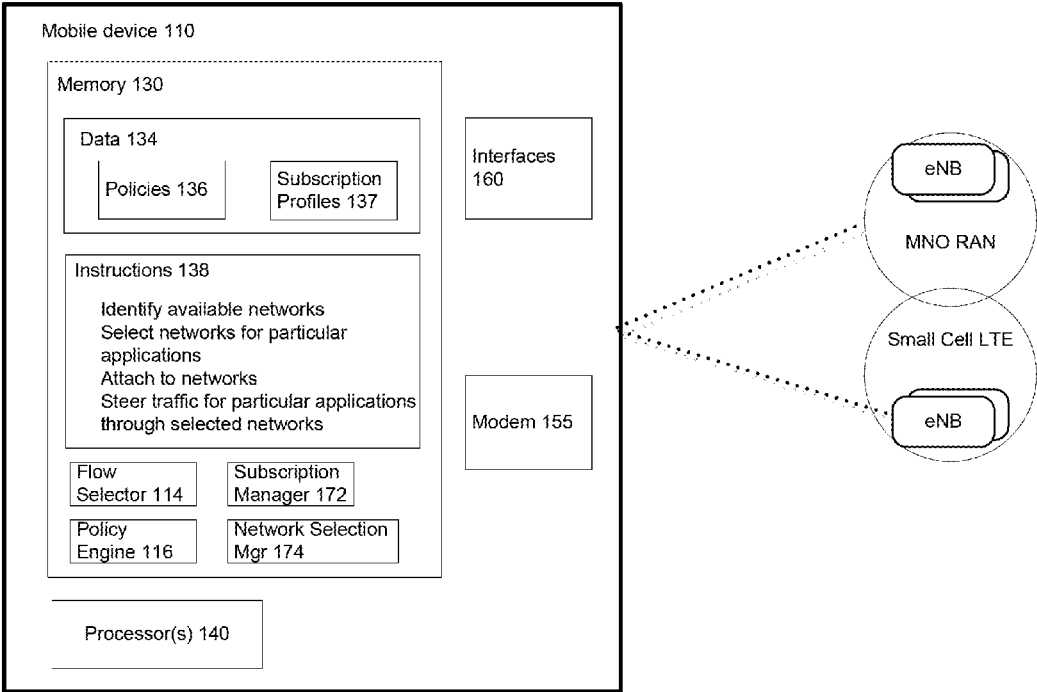 Mobile device 110
Memory 130
Data 134
Policies 136
Subscription
Profiles 137
Instructions 138
Identify available networks
Select networks for particular
applications
Attach to networks
Steer traffic for particular applications
through selected networks
Flow
Selector 114
Subscription
Manager 172
Policy
Engine 116
Network Selection
Mgr 174
Processor(s) 140
Interfaces
160
Modem 155
eNB
MNO RAN
Small Cell LTE
eNB